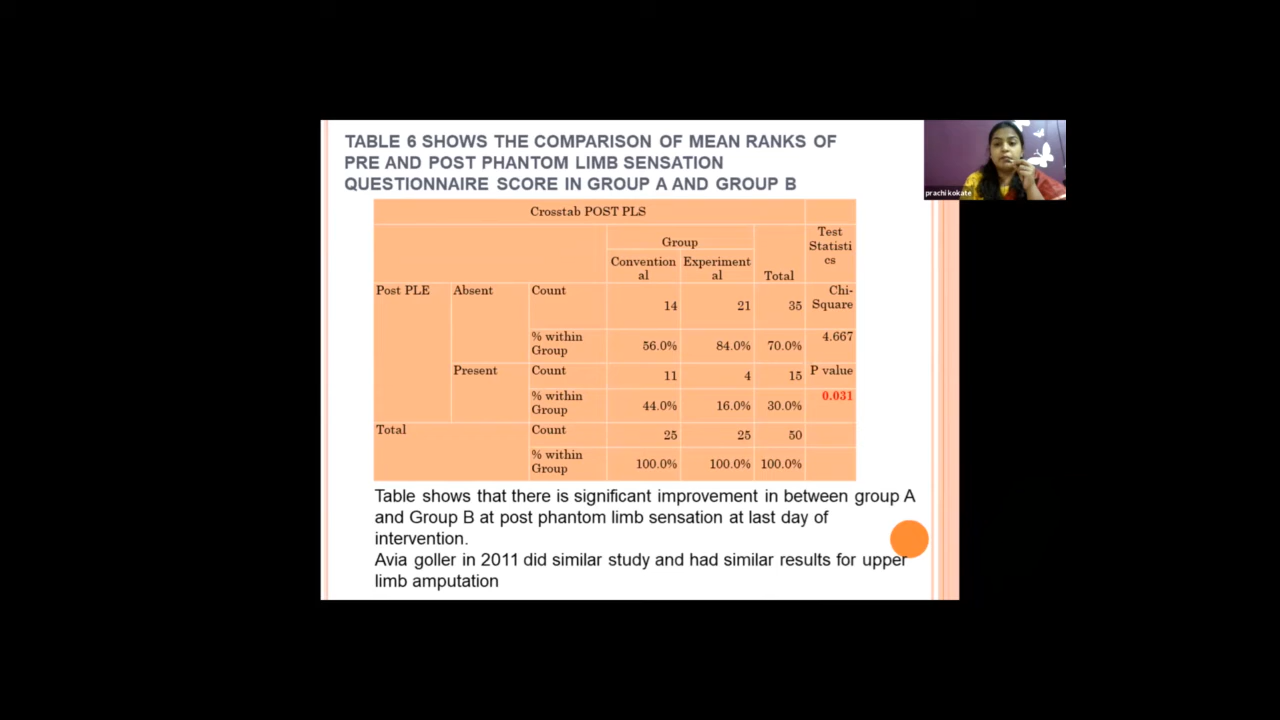 TABLE 6 SHOWS THE COMPARISON OF MEAN RANKS OF
PRE AND POST PHANTOM LIMB SENSATION
QUESTIONNAIRE SCORE IN GROUP A AND GROUP B
prachi kokate
Crosstab POST PLS
Test
Statisti
cs
Group
Convention
al
Experiment
al
Total
Post PLE Absent Count 14 21 35 Chi-
Square
% within
Group 56.0% 84.0% 70.0% 4.667
Present Count 11 4 15 P value
% within
Group 44.0% 16.0% 30.0% 0.031
Total Count 25 25 50
% within
Group 100.0% 100.0% 100.0%
Table shows that there is significant improvement in between group A
and Group B at post phantom limb sensation at last day of
intervention.
Avia goller in 2011 did similar study and had similar results for upper
limb amputation